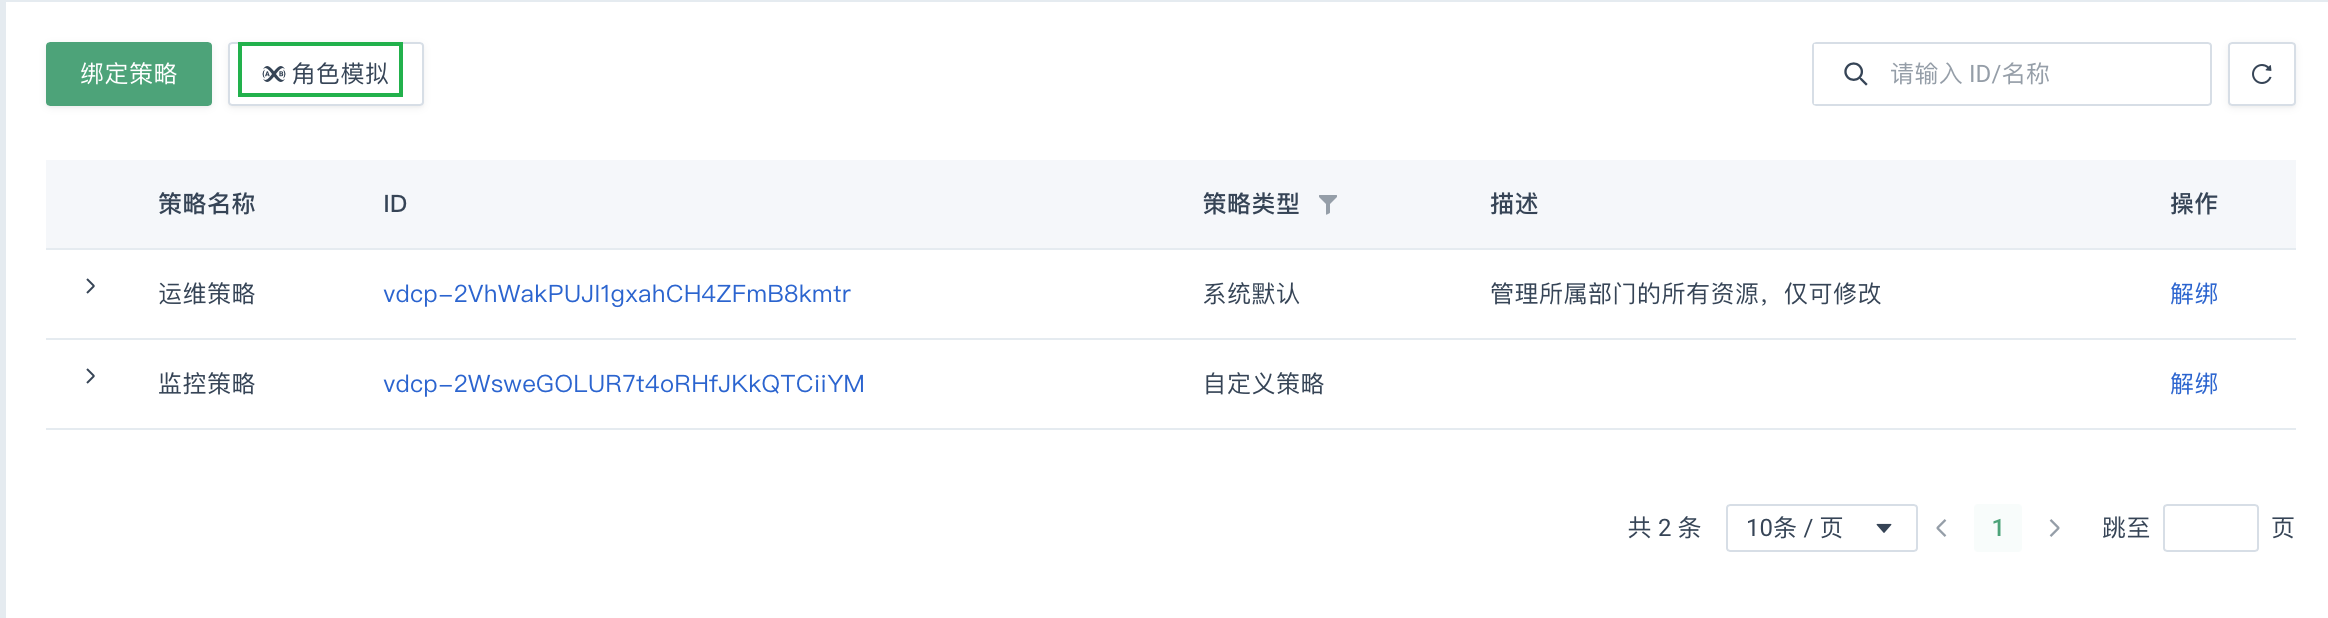 绑定策略 角色模拟 请输入 ID/名称
策略名称 ID 策略类型 描述 操作
运维策略 vdcp-2VhWakPUJI1gxahCH4ZFmB8kmtr 系统默认 管理所属部门的所有资源，仅可修改 解绑
监控策略 vdcp-2WsweGOLUR7t4oRHfJKkQTCiiYM 自定义策略 解绑
共 2 条 10条 / 页 1 跳至 页